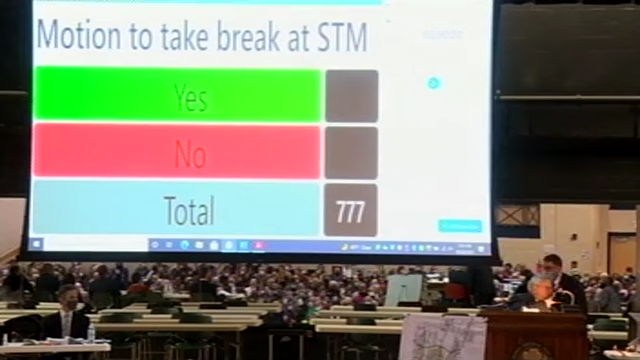 Motion to take break at STM
Yes
No
Total 777